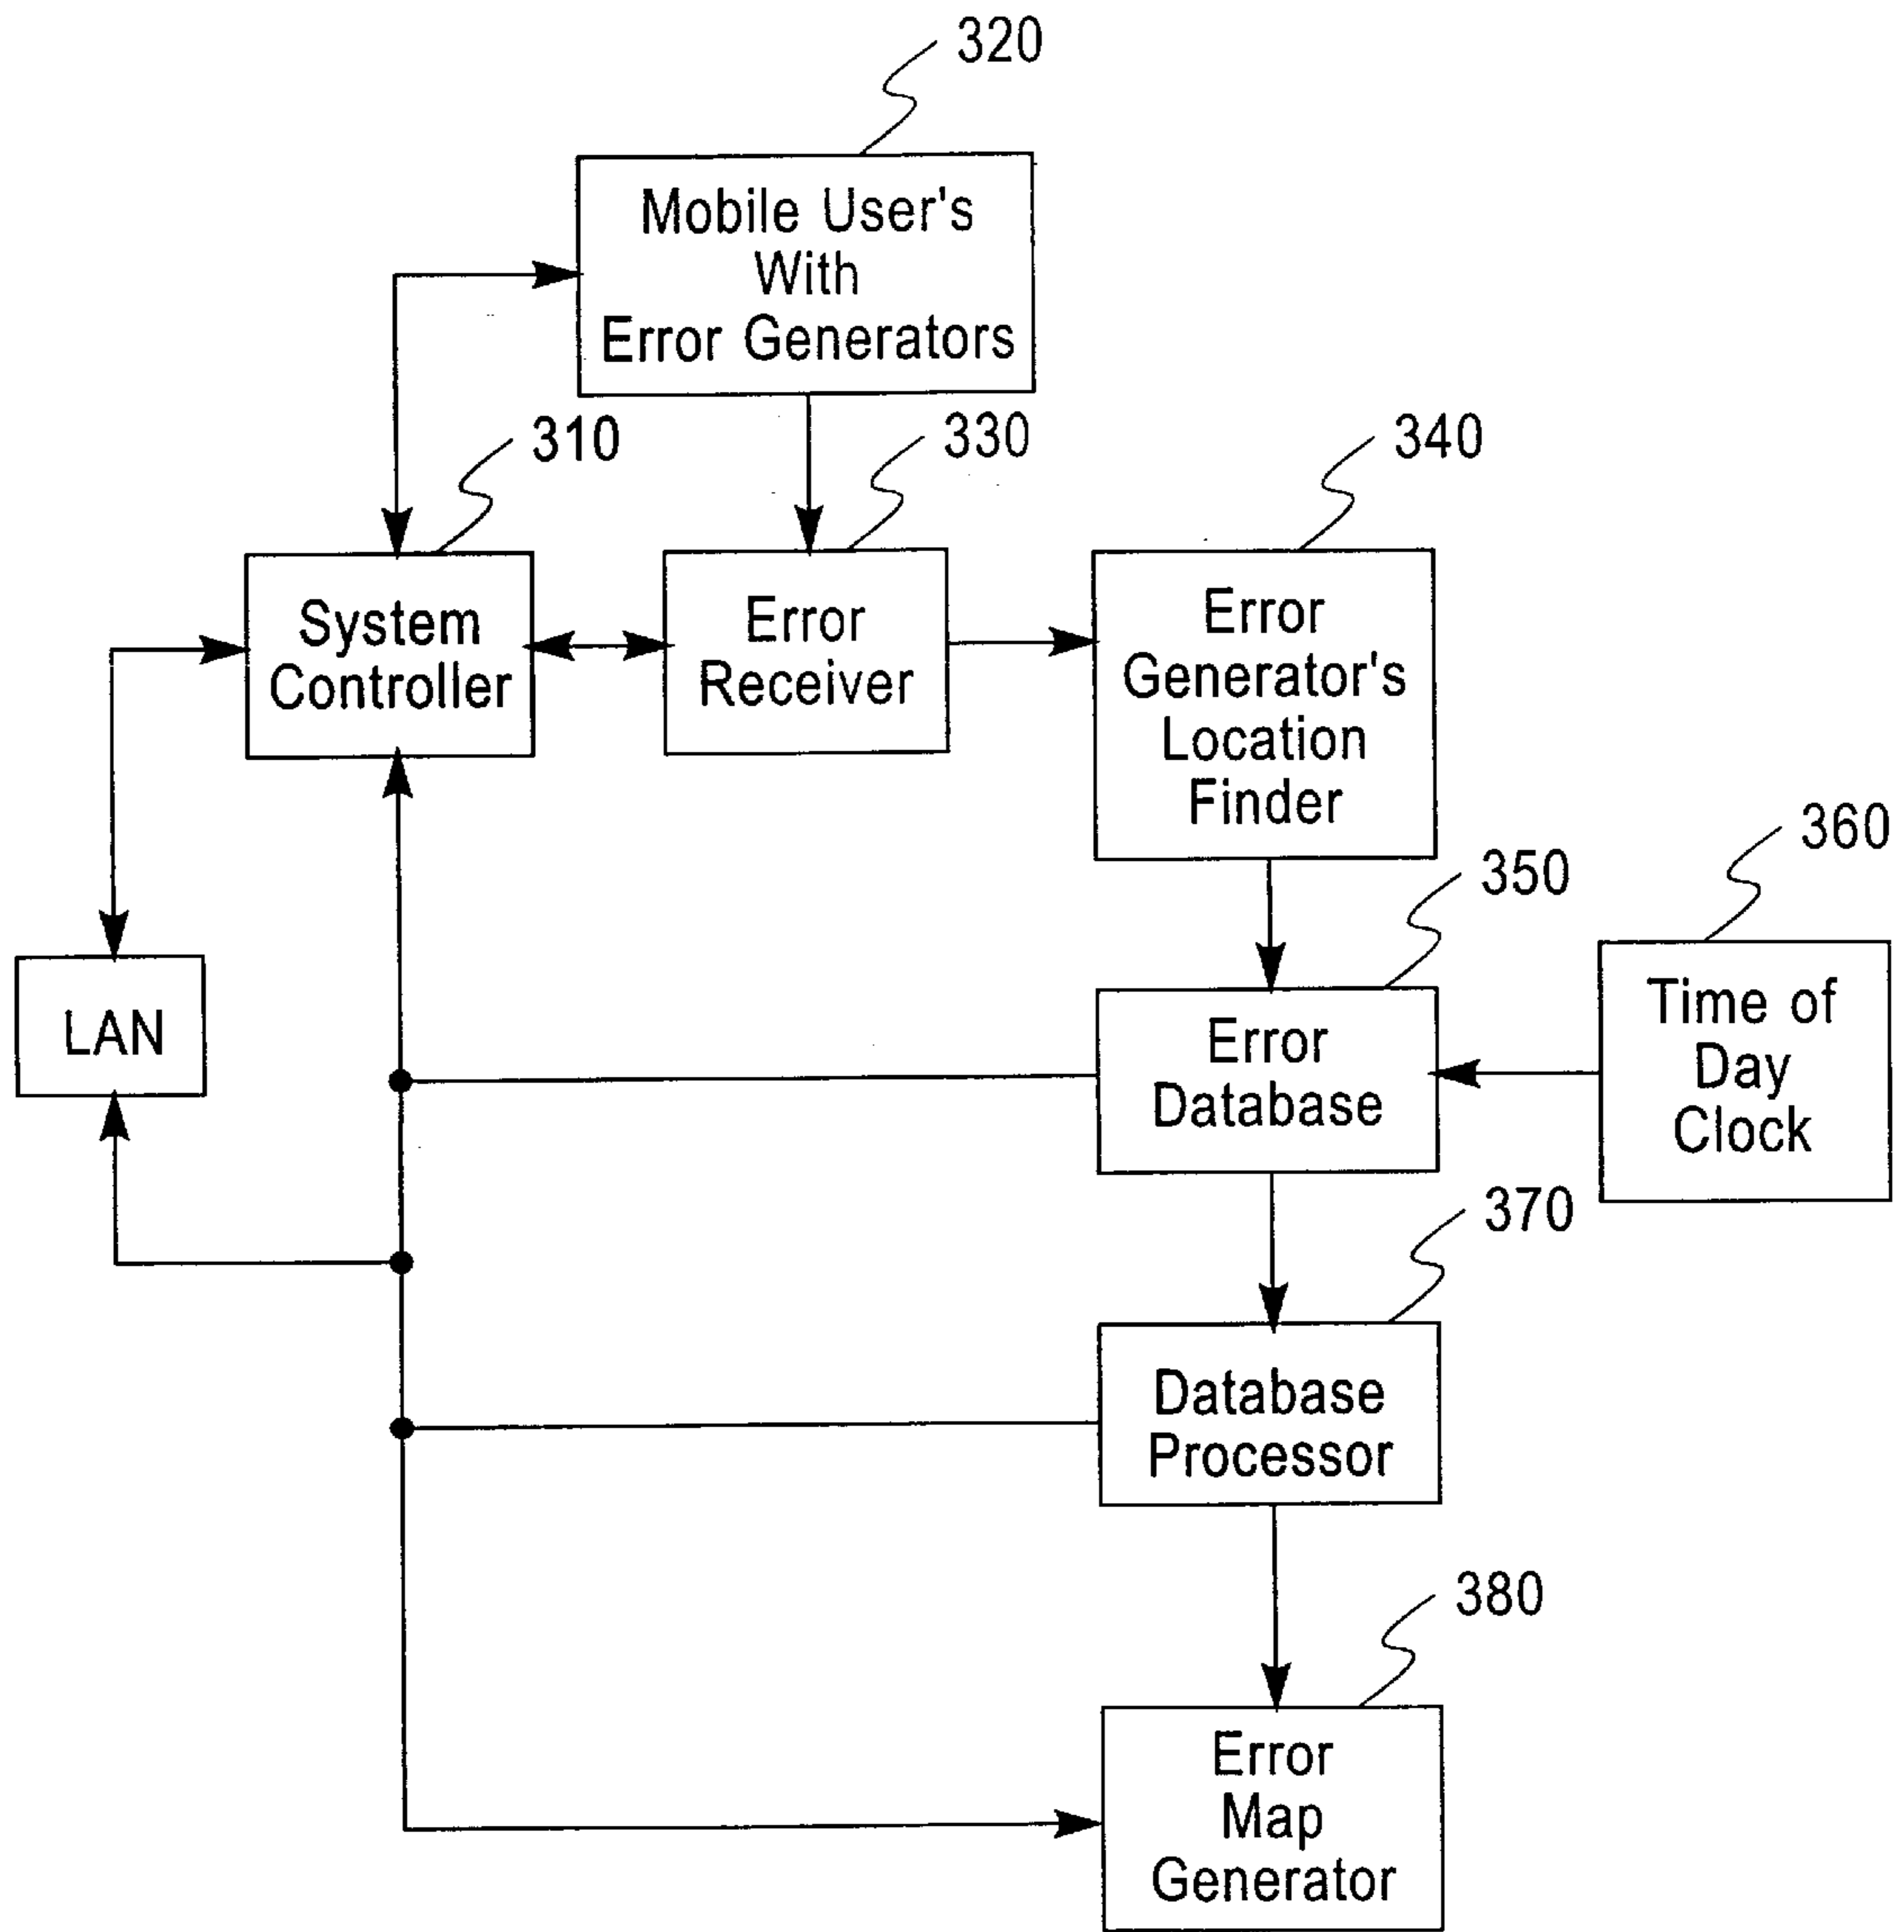 320
Mobile User's
With
Error Generators
310
330
340
System
Controller
Error
Receiver
Error
Generator's
Location
Finder
350
360
LAN
Error
Database
Time of
Day
Clock
370
Database
Processor
380
Error
Map
Generator